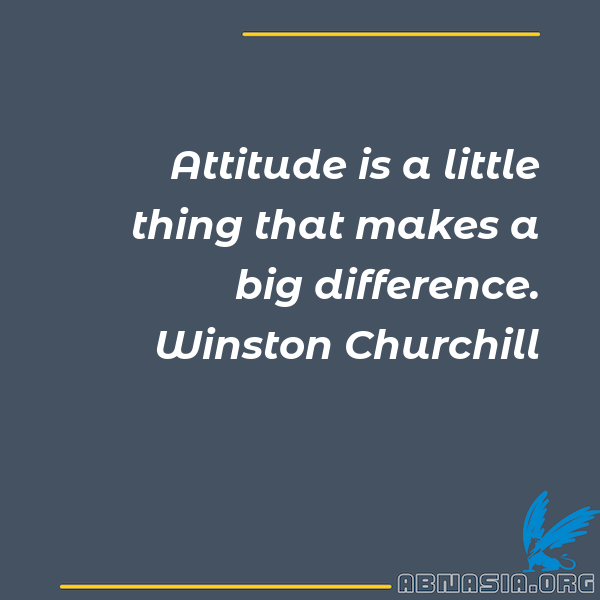 Attitude is a little
thing that makes a
big difference.
Winston Churchill
ABNASIA.ORG